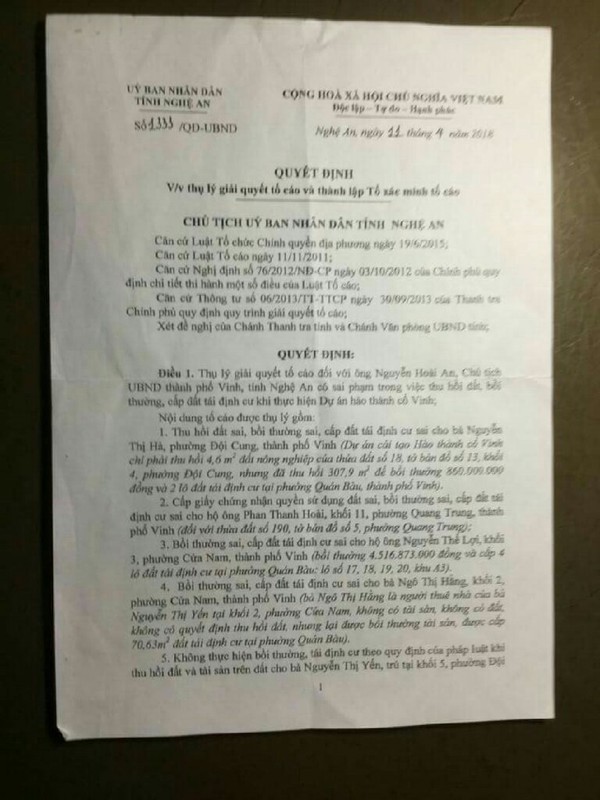 UỶ BAN NHÂN DÂN
TỈNH NGHỆ AN
CỘNG HOÀ XÃ HỘI CHỦ NGHĨA VIỆT NAM
Độc lập – Tự do – Hạnh phúc
Số 1333/QĐ-UBND
Nghệ An, ngày 11 tháng 4 năm 2016
QUYẾT ĐỊNH
V/v thụ lý giải quyết tố cáo và thành lập Tổ xác minh tố cáo
CHỦ TỊCH UỶ BAN NHÂN DÂN TỈNH NGHỆ AN
Căn cứ Luật Tổ chức Chính quyền địa phương ngày 19/6/2015;
Căn cứ Luật Tố cáo ngày 11/11/2011;
Căn cứ Nghị định số 76/2012/NĐ-CP ngày 03/10/2012 của Chính phủ quy
định chi tiết thi hành một số điều của Luật Tố cáo;
Căn cứ Thông tư số 06/2013/TT-TTCP ngày 30/09/2013 của Thanh tra
Chính phủ quy định quy trình giải quyết tố cáo;
Xét đề nghị của Chánh Thanh tra tỉnh và Chánh Văn phòng UBND tỉnh;
QUYẾT ĐỊNH:
Điều 1. Thụ lý giải quyết tố cáo đối với ông Nguyễn Hoài An, Chủ tịch
UBND thành phố Vinh, tỉnh Nghệ An có sai phạm trong việc thu hồi đất, bồi
thường, cấp đất tái định cư khi thực hiện Dự án hào thành cổ Vinh;
Nội dung tố cáo được thụ lý gồm:
1. Thu hồi đất sai, bồi thường sai, cấp đất tái định cư sai cho bà Nguyễn
Thị Hà, phường Đội Cung, thành phố Vinh (Dự án cải tạo Hào thành cổ Vinh
chỉ phải thu hồi 4,6 m² đất nông nghiệp của thửa đất số 18, tờ bản đồ số 13, khối
4, phường Đội Cung, nhưng đã thu hồi 307,9 m² để bồi thường 860.000.000
đồng và 2 lô đất tái định cư tại phường Quán Bàu, thành phố Vinh).
2. Cấp giấy chứng nhận quyền sử dụng đất sai, bồi thường sai, cấp đất tái
định cư sai cho hộ ông Phan Thanh Hoài, khối 11, phường Quang Trung, thành
phố Vinh (đối với thửa đất số 190, tờ bản đồ số 5, phường Quang Trung);
3. Bồi thường sai, cấp đất tái định cư sai cho hộ ông Nguyễn Thế Lợi, khối
3, phường Cửa Nam, thành phố Vinh (bồi thường 4.516.873.000 đồng và cấp 4
lô đất tái định cư tại phường Quán Bàu: lô số 17, 18, 19, 20, khu A3).
4. Bồi thường sai, cấp đất tái định cư sai cho bà Ngô Thị Hằng, khối 2,
phường Cửa Nam, thành phố Vinh (bà Ngô Thị Hằng là người thuê nhà của bà
Nguyễn Thị Yến tại khối 2, phường Cửa Nam, không có tài sản, không có đất,
không có quyết định thu hồi đất, nhưng lại được bồi thường tài sản, được cấp
70,63m² đất tái định cư tại phường Quán Bàu).
5. Không thực hiện bồi thường, tái định cư theo quy định của pháp luật khi
thu hồi đất và tài sản trên đất cho bà Nguyễn Thị Yến, trú tại khối 5, phường Đội
1